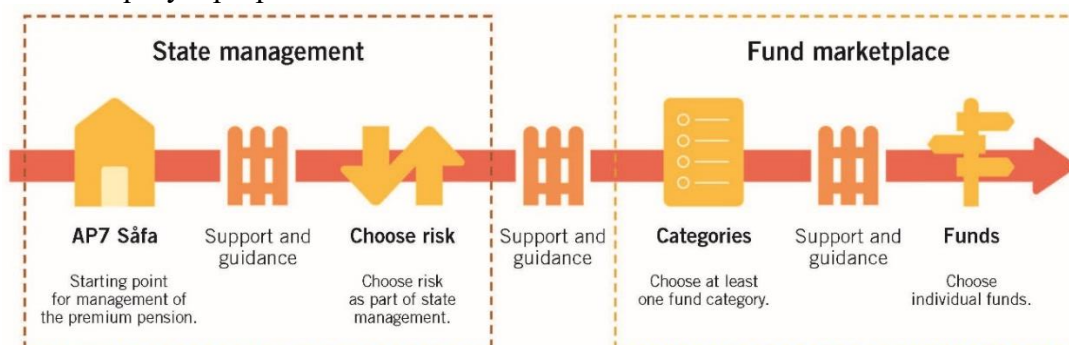 State management
Fund marketplace
AP7 Såfa
Starting point
for management of
the premium pension.
Support and
guidance
Choose risk
Choose risk
as part of state
management.
Support and
guidance
Categories
Choose at least
one fund category.
Support and
guidance
Funds
Choose
individual funds.